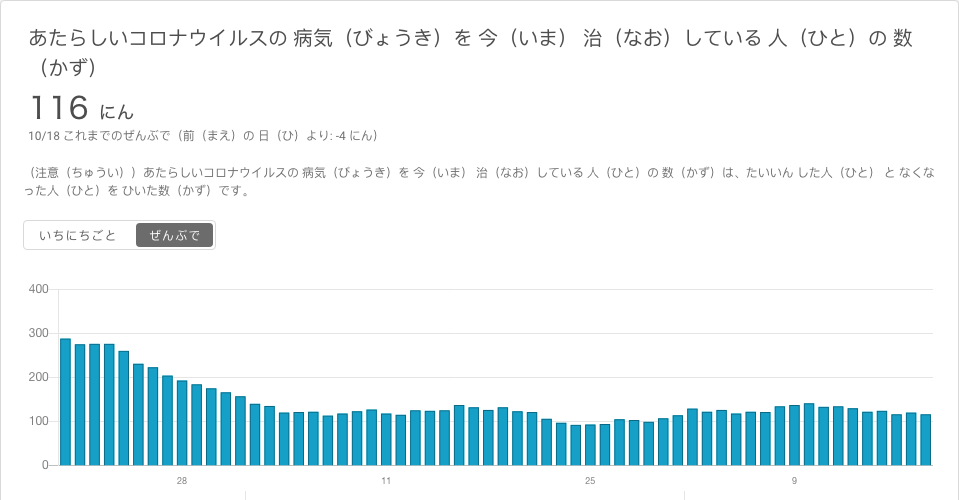 あたらしいコロナウイルスの 病気（びょうき）を 今（いま） 治（なお）している 人（ひと）の 数
（かず）
116 にん
10/18 これまでのぜんぶで（前（まえ）の 日（ひ）より: -4 にん）
（注意（ちゅうい））あたらしいコロナウイルスの 病気（びょうき）を 今（いま） 治（なお）している 人（ひと）の 数（かず）は、たいいん した人（ひと） と なくな
った人（ひと）を ひいた数（かず）です。
いちにちごと ぜんぶで
400
300
200
100
0
28 11 25 9